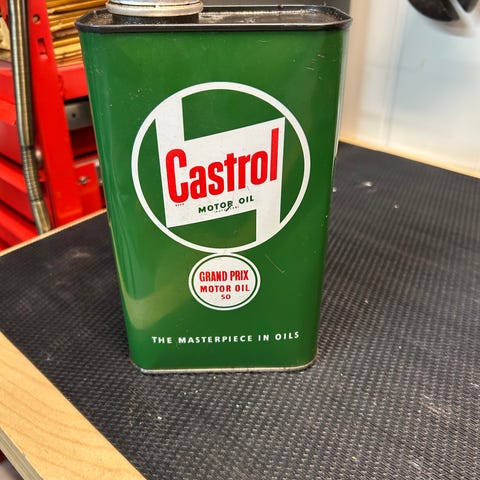 Castrol
MOTOR OIL
GRAND PRIX
MOTOR OIL
50
THE MASTERPIECE IN OILS